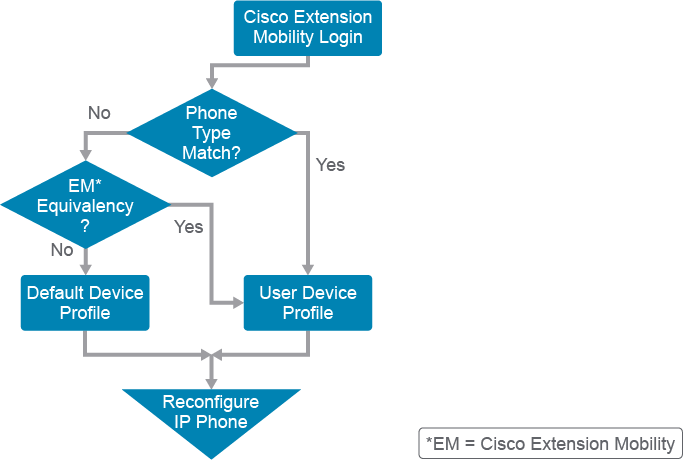 Cisco Extension
Mobility Login
No
Phone
Type
Match?
Yes
EM*
Equivalency
?
Yes
No
Default Device
Profile
User Device
Profile
Reconfigure
IP Phone
*EM = Cisco Extension Mobility